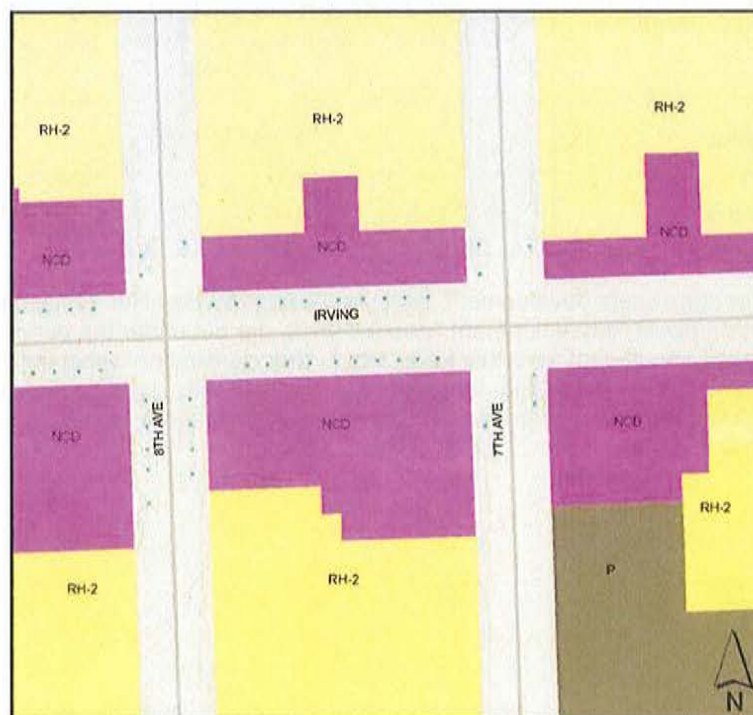 RH-2
RH-2
RH-2
NCD
NCD
NCD
IRVING
NCD
8TH AVE
NCD
7TH AVE
NCD
RH-2
RH-2
RH-2
P
N